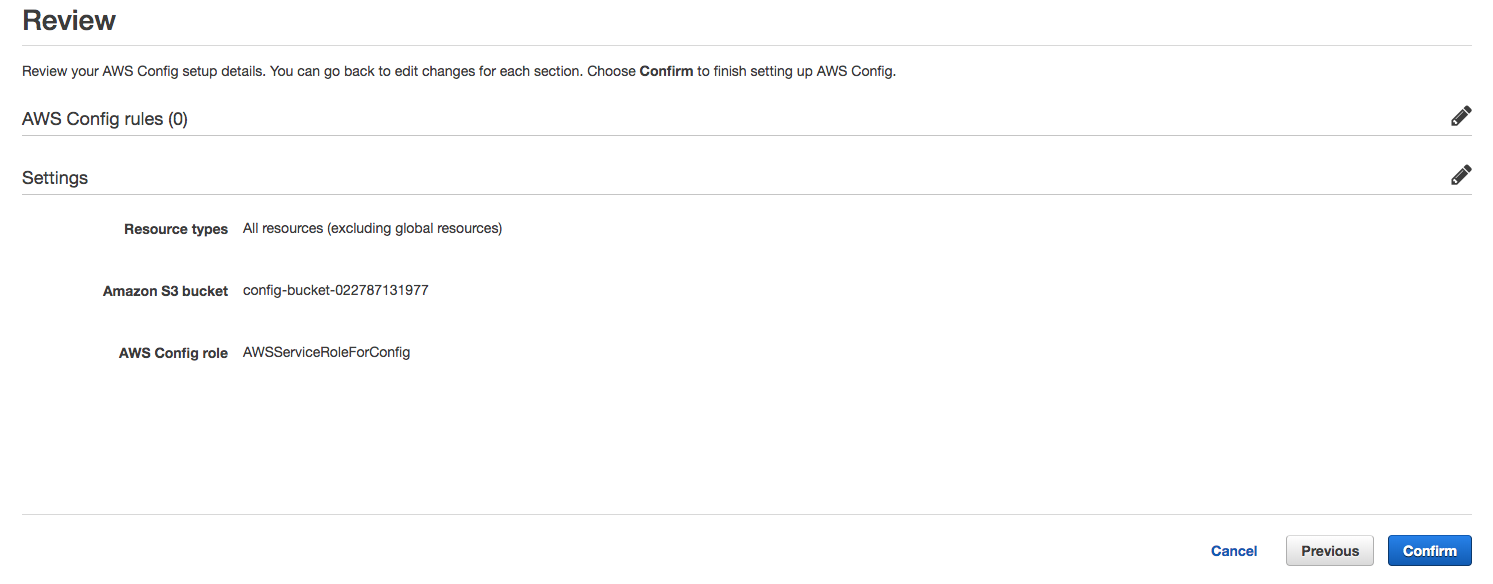 Review
Review your AWS Config setup details. You can go back to edit changes for each section. Choose Confirm to finish setting up AWS Config.
AWS Config rules (0)
Settings
Resource types All resources (excluding global resources)
Amazon S3 bucket config-bucket-022787131977
AWS Config role AWSServiceRoleForConfig
Cancel Previous Confirm